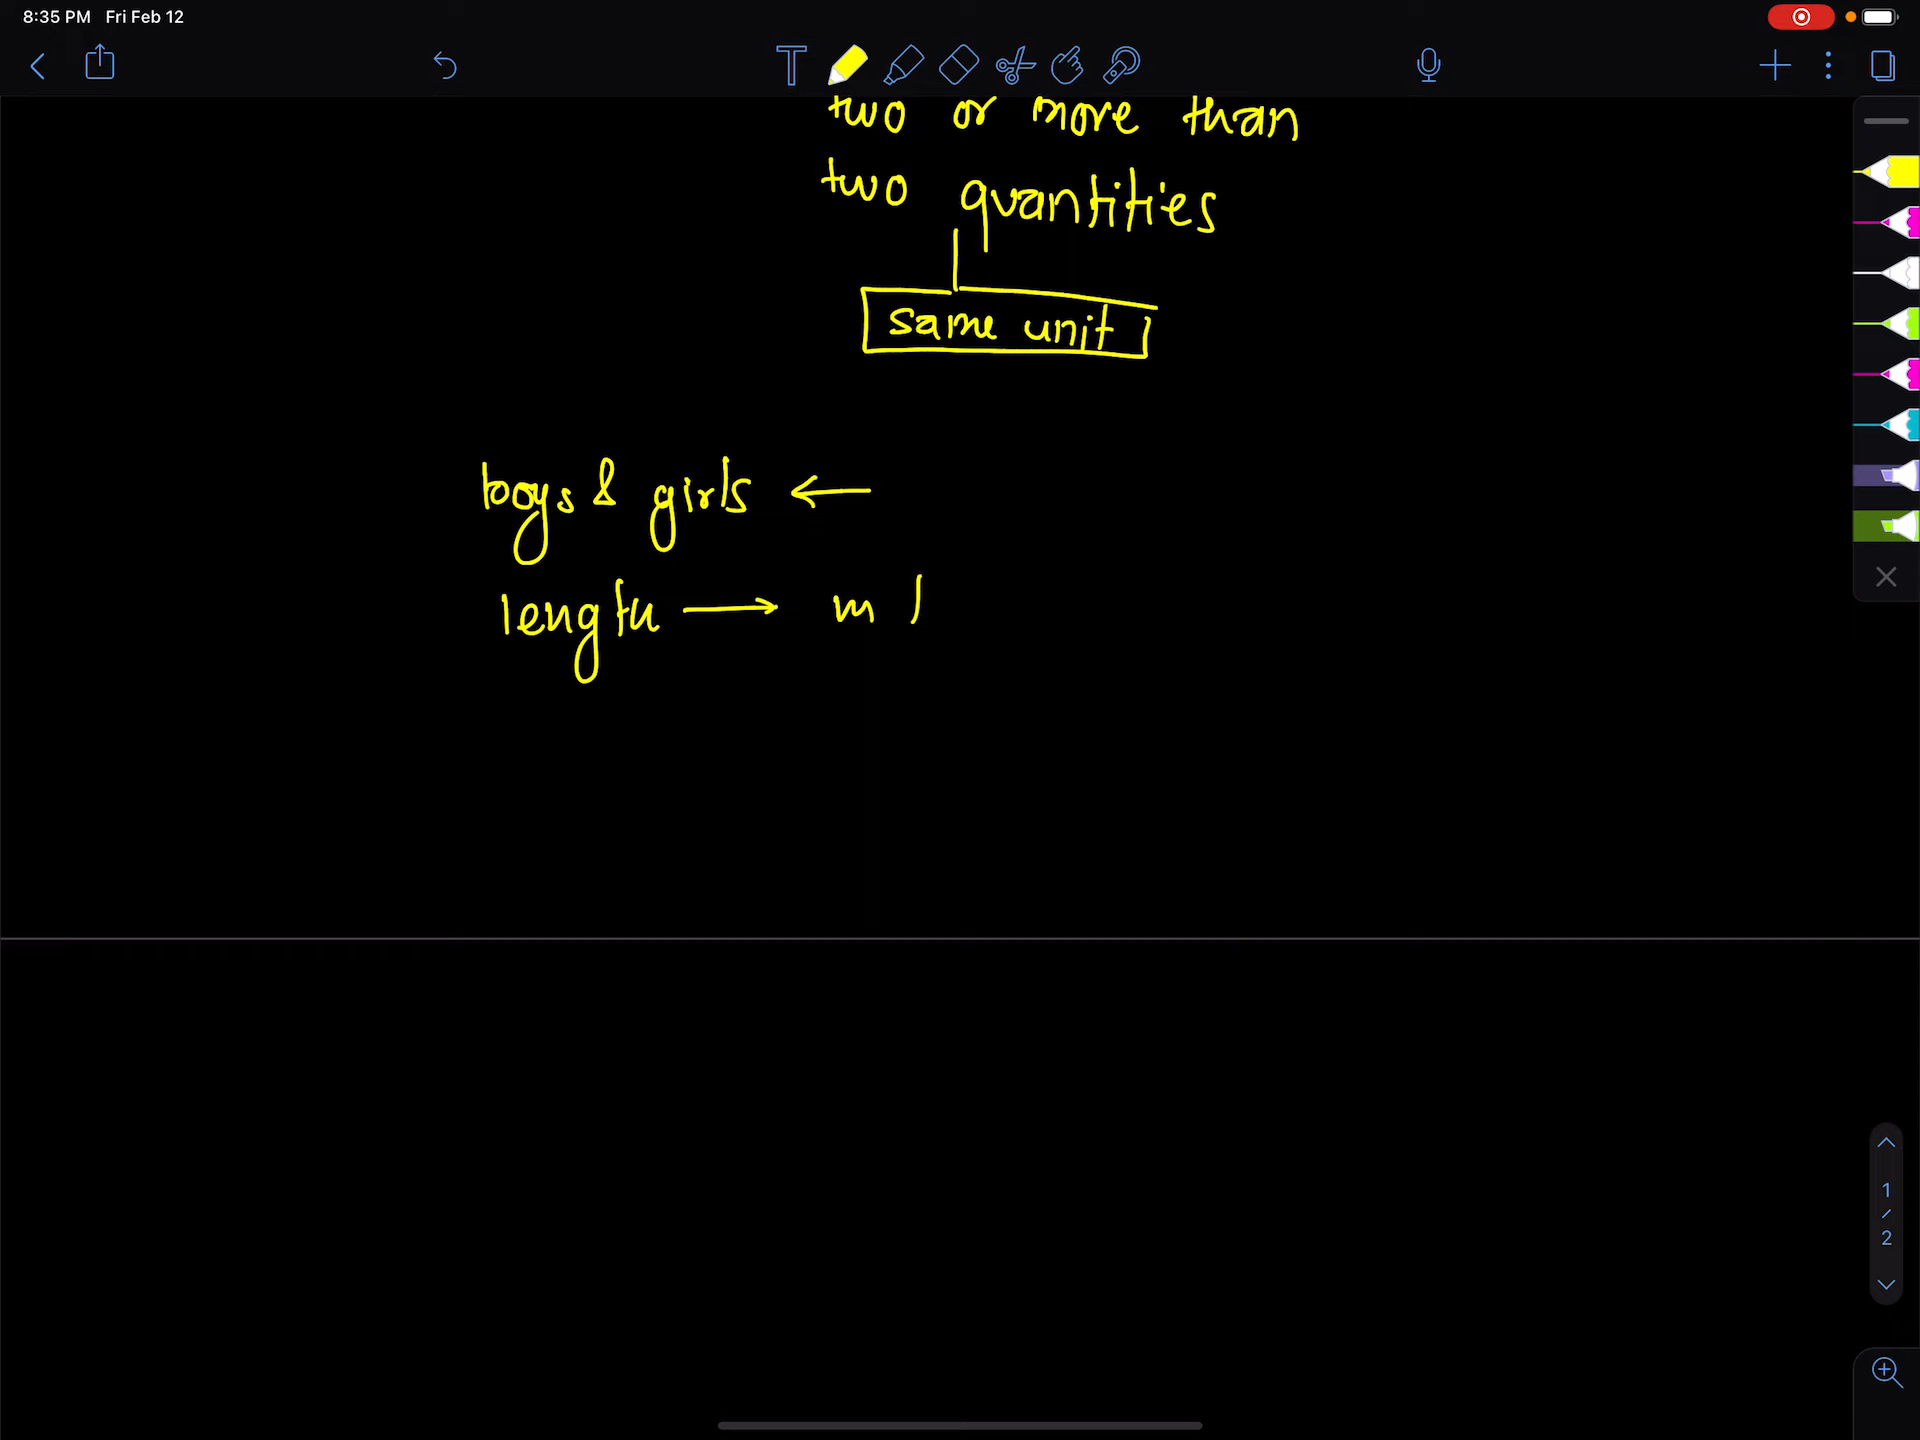 8:35 PM Fri Feb 12
two or more than
two quantities
same unit
boys & girls ←
length → m /
1
/
2